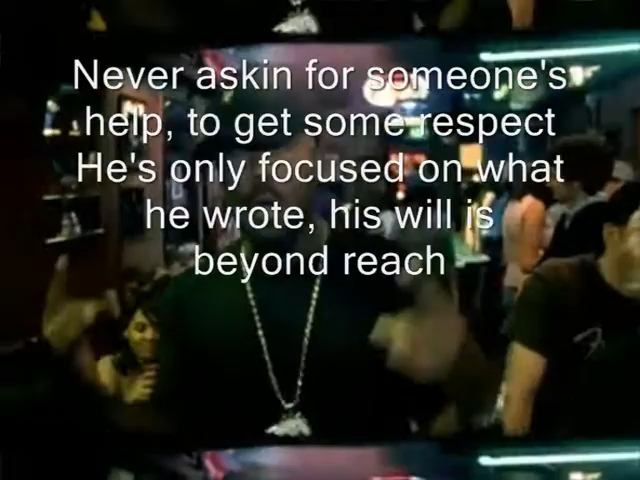 Never askin for someone's
help, to get some respect
He's only focused on what
he wrote, his will is
beyond reach